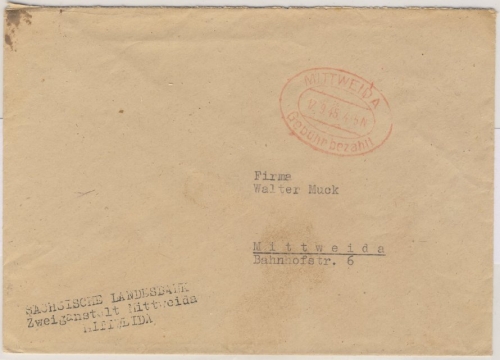 MITTWEIDA
Gebühr bezahlt
Firma
Walter Muck
Mittweida
Bahnhofstr. 6
SÄCHSISCHE LANDESBANK
Zweiganstalt Mittweida
MITTWEIDA